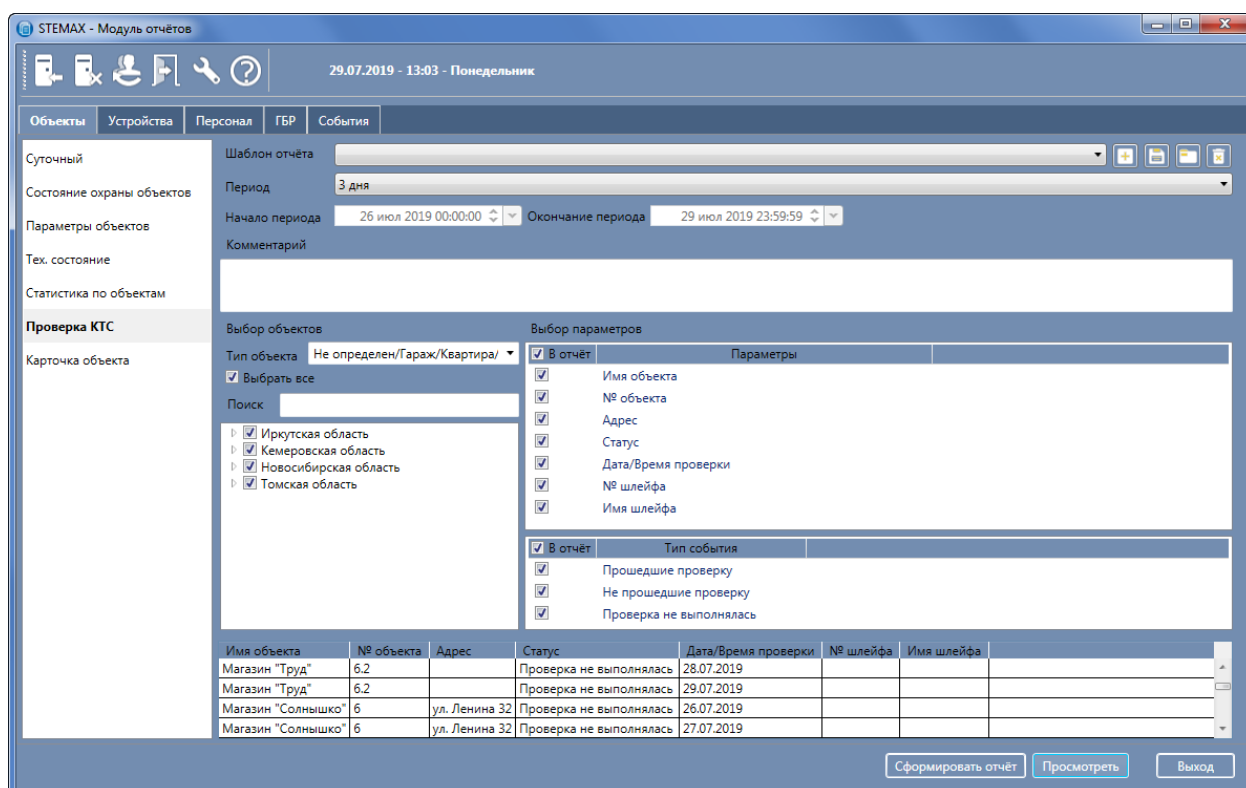 STEMAX - Модуль отчётов
29.07.2019 - 13:03 - Понедельник
Объекты Устройства Персонал ГБР События
Суточный
Состояние охраны объектов
Параметры объектов
Тех. состояние
Статистика по объектам
Проверка КТС
Карточка объекта
Шаблон отчёта
Период 3 дня
Начало периода 26 июл 2019 00:00:00 Окончание периода 29 июл 2019 23:59:59
Комментарий
Выбор объектов
Тип объекта Не определен/Гараж/Квартира/
Выбрать все
Поиск
Иркутская область
Кемеровская область
Новосибирская область
Томская область
Выбор параметров
В отчёт Параметры
Имя объекта
№ объекта
Адрес
Статус
Дата/Время проверки
№ шлейфа
Имя шлейфа
В отчёт Тип события
Прошедшие проверку
Не прошедшие проверку
Проверка не выполнялась
Имя объекта № объекта Адрес Статус Дата/Время проверки № шлейфа Имя шлейфа
Магазин "Труд" 6.2 Проверка не выполнялась 28.07.2019
Магазин "Труд" 6.2 Проверка не выполнялась 29.07.2019
Магазин "Солнышко" 6 ул. Ленина 32 Проверка не выполнялась 26.07.2019
Магазин "Солнышко" 6 ул. Ленина 32 Проверка не выполнялась 27.07.2019
Сформировать отчёт Просмотреть Выход